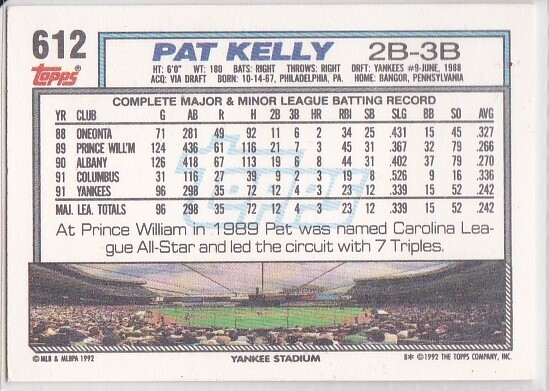 612
Topps
PAT KELLY 2B-3B
HT: 6'0" WT: 180 BATS: RIGHT THROWS: RIGHT DRFT: YANKEES #9-JUNE, 1988
ACQ: VIA DRAFT BORN: 10-14-67, PHILADELPHIA, PA. HOME: BANGOR, PENNSYLVANIA
COMPLETE MAJOR & MINOR LEAGUE BATTING RECORD
YR CLUB G AB R H 2B 3B HR RBI SB SLG BB SO AVG
88 ONEONTA 71 281 49 92 11 6 2 34 25 .431 15 45 .327
89 PRINCE WILL'M 124 436 61 116 21 7 3 45 31 .367 32 79 .266
90 ALBANY 126 418 67 113 19 6 8 44 31 .402 37 79 .270
91 COLUMBUS 31 116 27 39 9 2 3 19 8 .526 9 16 .336
91 YANKEES 96 298 35 72 12 4 3 23 12 .339 15 52 .242
MAJ. LEA. TOTALS 96 298 35 72 12 4 3 23 12 .339 15 52 .242
At Prince William in 1989 Pat was named Carolina Lea-
gue All-Star and led the circuit with 7 Triples.
© MLB & MLBPA 1992 YANKEE STADIUM B* © 1992 THE TOPPS COMPANY, INC.